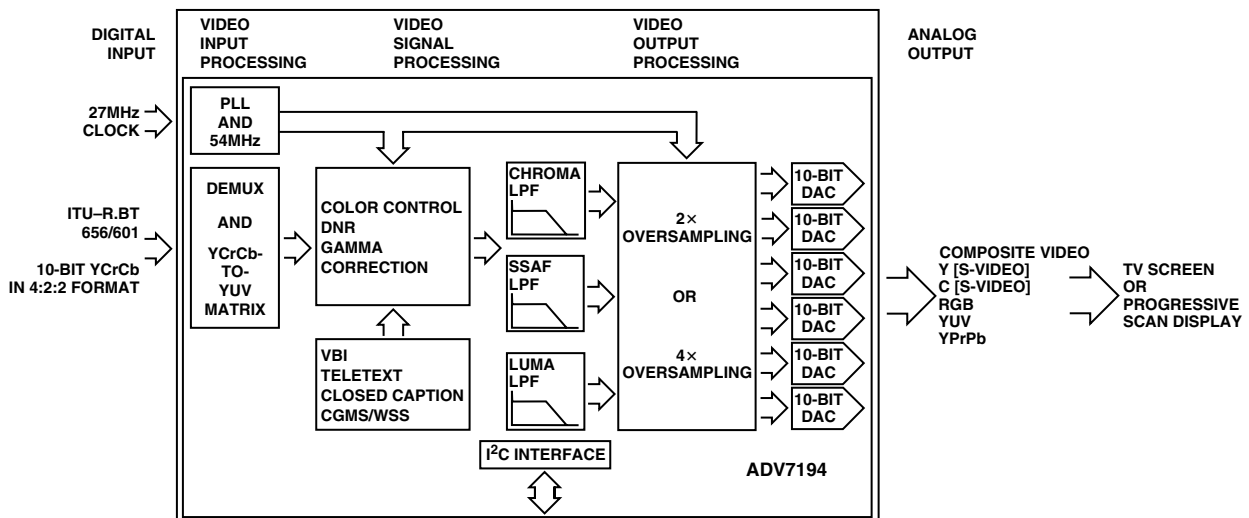 DIGITAL
INPUT
VIDEO
INPUT
PROCESSING
VIDEO
SIGNAL
PROCESSING
VIDEO
OUTPUT
PROCESSING
ANALOG
OUTPUT
27MHz
CLOCK
PLL
AND
54MHz
ITU–R.BT
656/601
10-BIT YCrCb
IN 4:2:2 FORMAT
DEMUX
AND
YCrCb-
TO-
YUV
MATRIX
COLOR CONTROL
DNR
GAMMA
CORRECTION
VBI
TELETEXT
CLOSED CAPTION
CGMS/WSS
CHROMA
LPF
SSAF
LPF
LUMA
LPF
I2C INTERFACE
2×
OVERSAMPLING
OR
4×
OVERSAMPLING
10-BIT
DAC
10-BIT
DAC
10-BIT
DAC
10-BIT
DAC
10-BIT
DAC
10-BIT
DAC
ADV7194
COMPOSITE VIDEO
Y [S-VIDEO]
C [S-VIDEO]
RGB
YUV
YPrPb
TV SCREEN
OR
PROGRESSIVE
SCAN DISPLAY